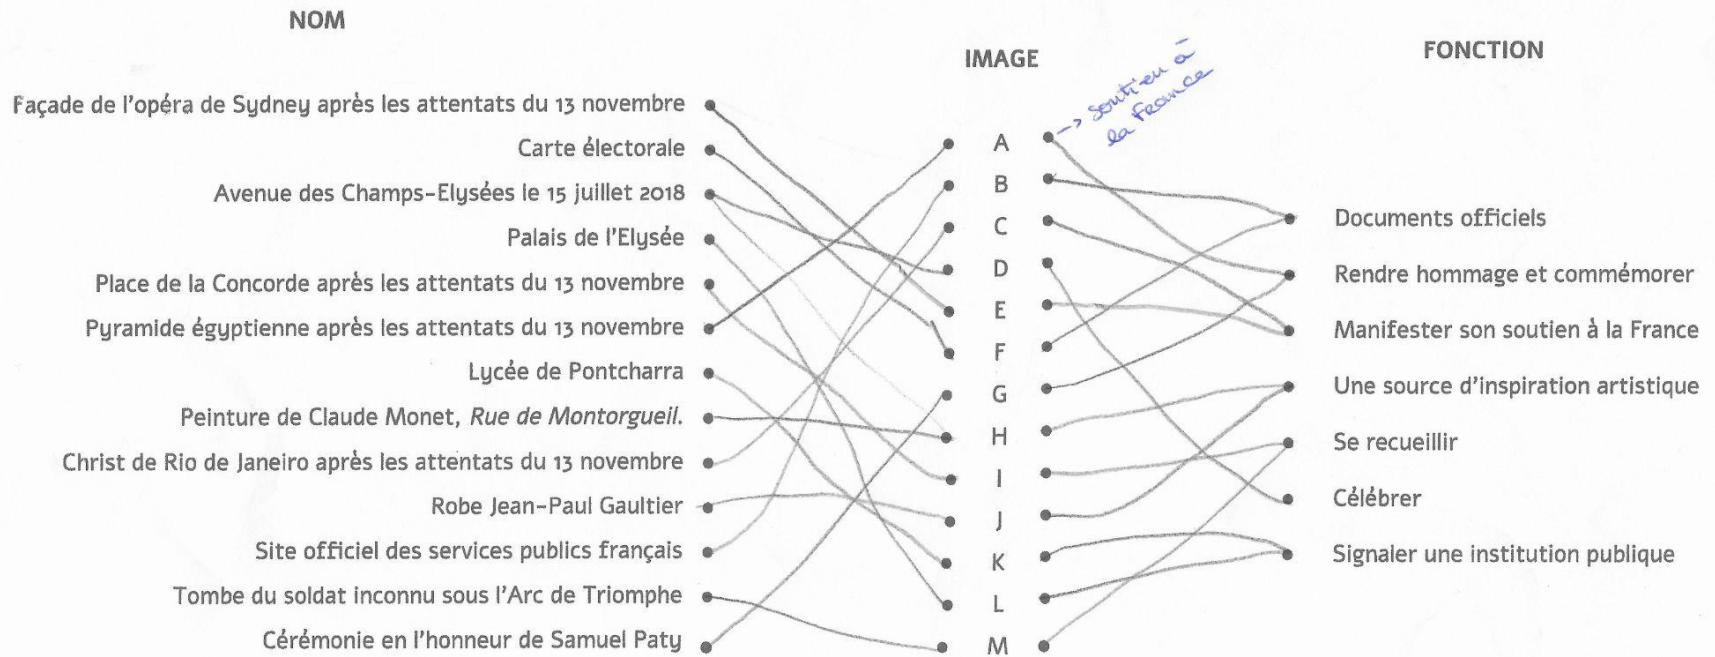 NOM
Façade de l'opéra de Sydney après les attentats du 13 novembre
Carte électorale
Avenue des Champs-Elysées le 15 juillet 2018
Palais de l'Elysée
Place de la Concorde après les attentats du 13 novembre
Pyramide égyptienne après les attentats du 13 novembre
Lycée de Pontcharra
Peinture de Claude Monet, Rue de Montorgueil.
Christ de Rio de Janeiro après les attentats du 13 novembre
Robe Jean-Paul Gaultier
Site officiel des services publics français
Tombe du soldat inconnu sous l'Arc de Triomphe
Cérémonie en l'honneur de Samuel Paty
IMAGE
A
B
C
D
E
F
G
H
I
J
K
L
M
-> soutien à
la France
FONCTION
Documents officiels
Rendre hommage et commémorer
Manifester son soutien à la France
Une source d'inspiration artistique
Se recueillir
Célébrer
Signaler une institution publique